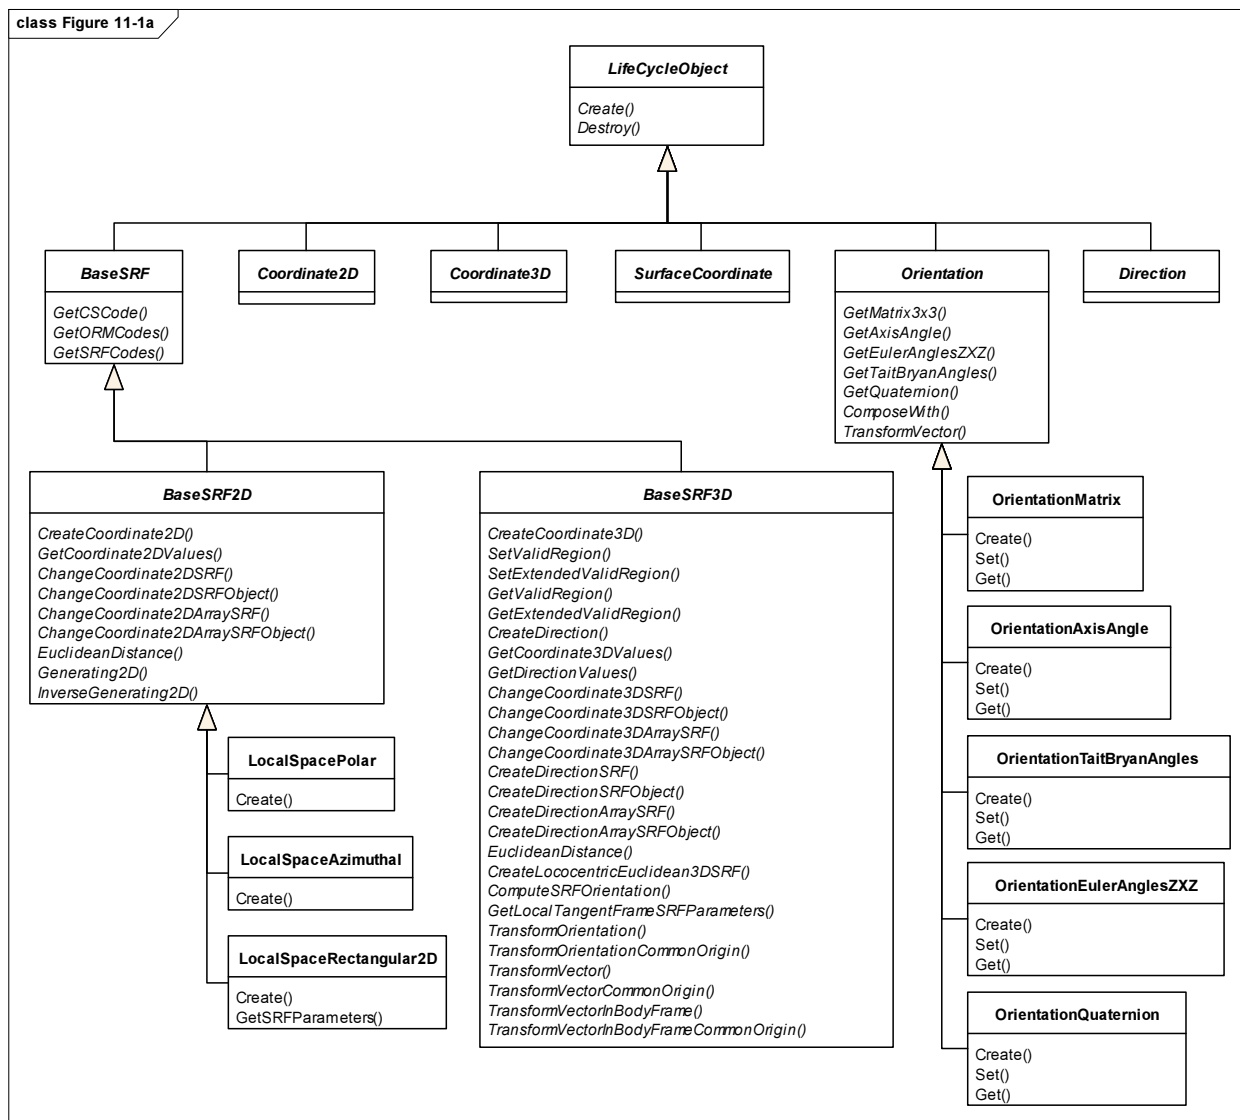 class Figure 11-1a
LifeCycleObject
Create()
Destroy()
BaseSRF
GetCSCode()
GetORMCodes()
GetSRFCodes()
Coordinate2D
Coordinate3D
SurfaceCoordinate
Orientation
GetMatrix3x3()
GetAxisAngle()
GetEulerAnglesZXZ()
GetTaitBryanAngles()
GetQuaternion()
ComposeWith()
TransformVector()
Direction
BaseSRF2D
CreateCoordinate2D()
GetCoordinate2DValues()
ChangeCoordinate2DSRF()
ChangeCoordinate2DSRFObject()
ChangeCoordinate2DArraySRF()
ChangeCoordinate2DArraySRFObject()
EuclideanDistance()
Generating2D()
InverseGenerating2D()
LocalSpacePolar
Create()
LocalSpaceAzimuthal
Create()
LocalSpaceRectangular2D
Create()
GetSRFParameters()
BaseSRF3D
CreateCoordinate3D()
SetValidRegion()
SetExtendedValidRegion()
GetValidRegion()
GetExtendedValidRegion()
CreateDirection()
GetCoordinate3DValues()
GetDirectionValues()
ChangeCoordinate3DSRF()
ChangeCoordinate3DSRFObject()
ChangeCoordinate3DArraySRF()
ChangeCoordinate3DArraySRFObject()
CreateDirectionSRF()
CreateDirectionSRFObject()
CreateDirectionArraySRF()
CreateDirectionArraySRFObject()
EuclideanDistance()
CreateLococentricEuclidean3DSRF()
ComputeSRFOrientation()
GetLocalTangentFrameSRFParameters()
TransformOrientation()
TransformOrientationCommonOrigin()
TransformVector()
TransformVectorCommonOrigin()
TransformVectorInBodyFrame()
TransformVectorInBodyFrameCommonOrigin()
OrientationMatrix
Create()
Set()
Get()
OrientationAxisAngle
Create()
Set()
Get()
OrientationTaitBryanAngles
Create()
Set()
Get()
OrientationEulerAnglesZXZ
Create()
Set()
Get()
OrientationQuaternion
Create()
Set()
Get()